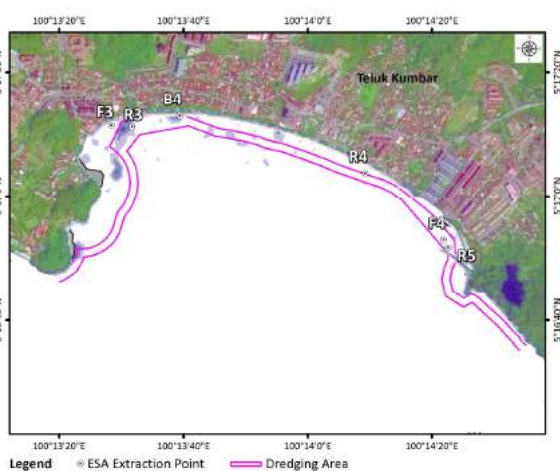 100°13'20"E 100°13'40"E 100°14'0"E 100°14'20"E
5°17'20"N
Teluk Kumbar
B4
F3
R3
R4
5°17'0"N
F4
R5
5°16'40"N
100°13'20"E 100°13'40"E 100°14'0"E 100°14'20"E
Legend ESA Extraction Point Dredging Area